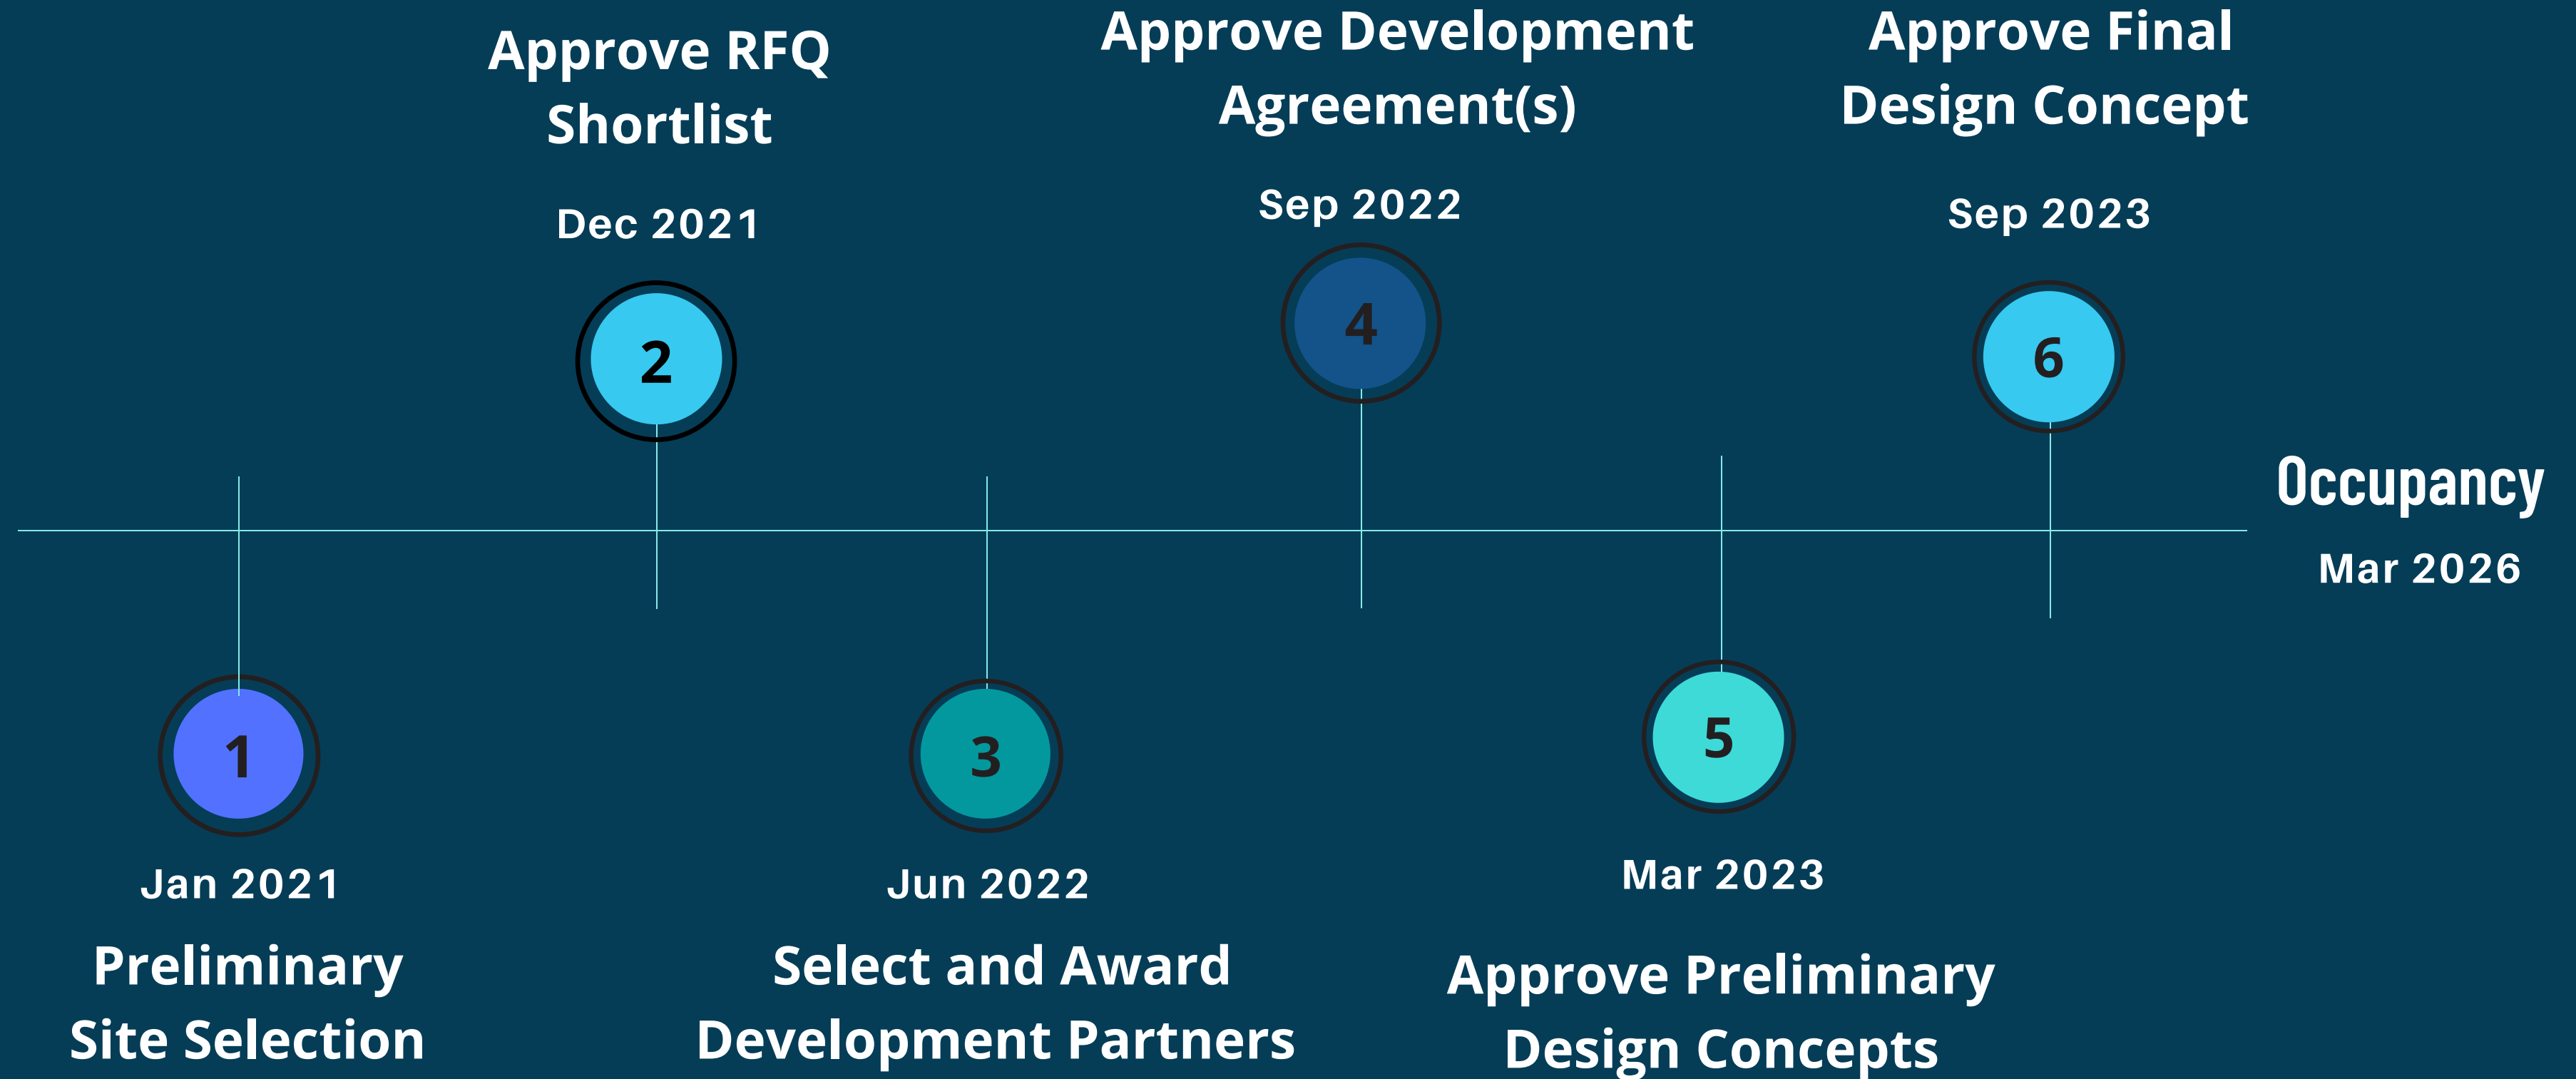 Preliminary
Site Selection
Jan 2021
1
Approve RFQ
Shortlist
Dec 2021
2
3
Jun 2022
Select and Award
Development Partners
Approve Development
Agreement(s)
Sep 2022
4
5
Mar 2023
Approve Preliminary
Design Concepts
Approve Final
Design Concept
Sep 2023
6
Occupancy
Mar 2026